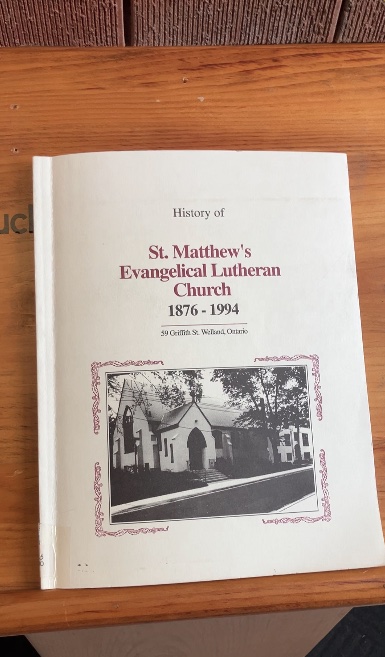 History of
St. Matthew's
Evangelical Lutheran
Church
1876 - 1994
59 Griffith St. Welland, Ontario